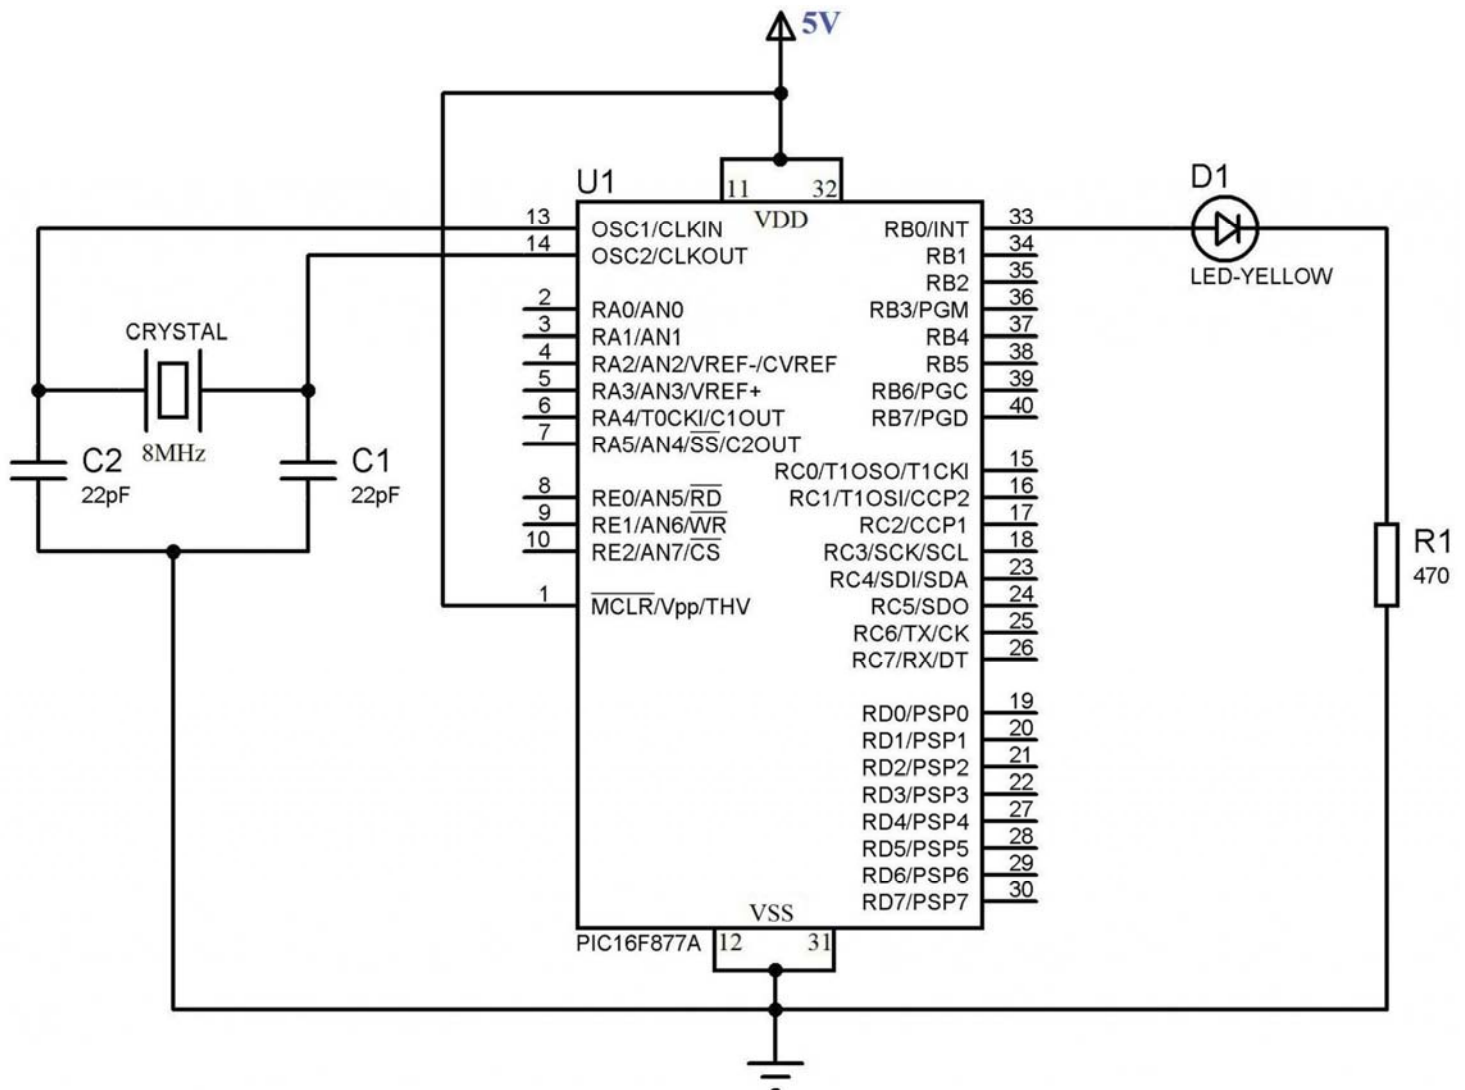 5V
U1
11
32
VDD
13
OSC1/CLKIN
14
OSC2/CLKOUT
2
RA0/AN0
3
RA1/AN1
4
RA2/AN2/VREF-/CVREF
5
RA3/AN3/VREF+
6
RA4/T0CKI/C1OUT
7
RA5/AN4/SS/C2OUT
8
RE0/AN5/RD
9
RE1/AN6/WR
10
RE2/AN7/CS
1
MCLR/Vpp/THV
RB0/INT
33
RB1
34
RB2
35
RB3/PGM
36
RB4
37
RB5
38
RB6/PGC
39
RB7/PGD
40
RC0/T1OSO/T1CKI
15
RC1/T1OSI/CCP2
16
RC2/CCP1
17
RC3/SCK/SCL
18
RC4/SDI/SDA
23
RC5/SDO
24
RC6/TX/CK
25
RC7/RX/DT
26
RD0/PSP0
19
RD1/PSP1
20
RD2/PSP2
21
RD3/PSP3
22
RD4/PSP4
27
RD5/PSP5
28
RD6/PSP6
29
RD7/PSP7
30
VSS
PIC16F877A
12
31
CRYSTAL
8MHz
C2
22pF
C1
22pF
D1
LED-YELLOW
R1
470